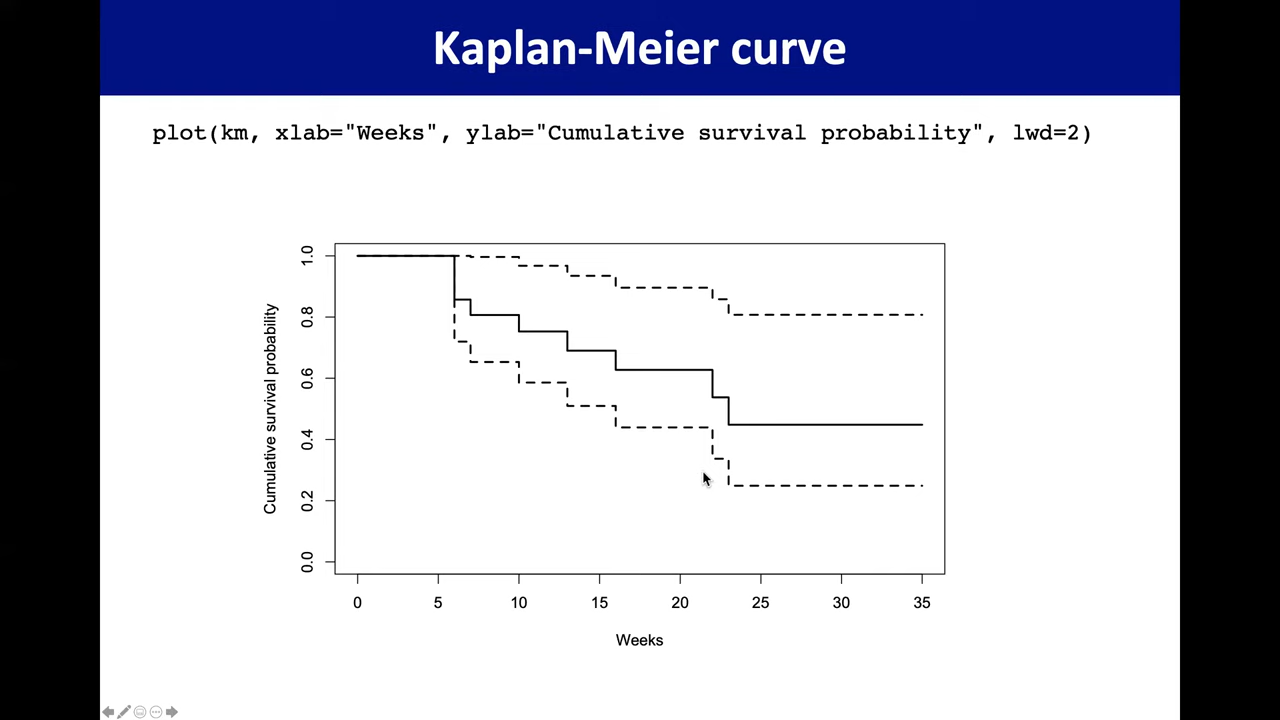 Kaplan-Meier curve
plot(km, xlab="Weeks", ylab="Cumulative survival probability", lwd=2)
Cumulative survival probability
1.0
0.8
0.6
0.4
0.2
0.0
0 5 10 15 20 25 30 35
Weeks